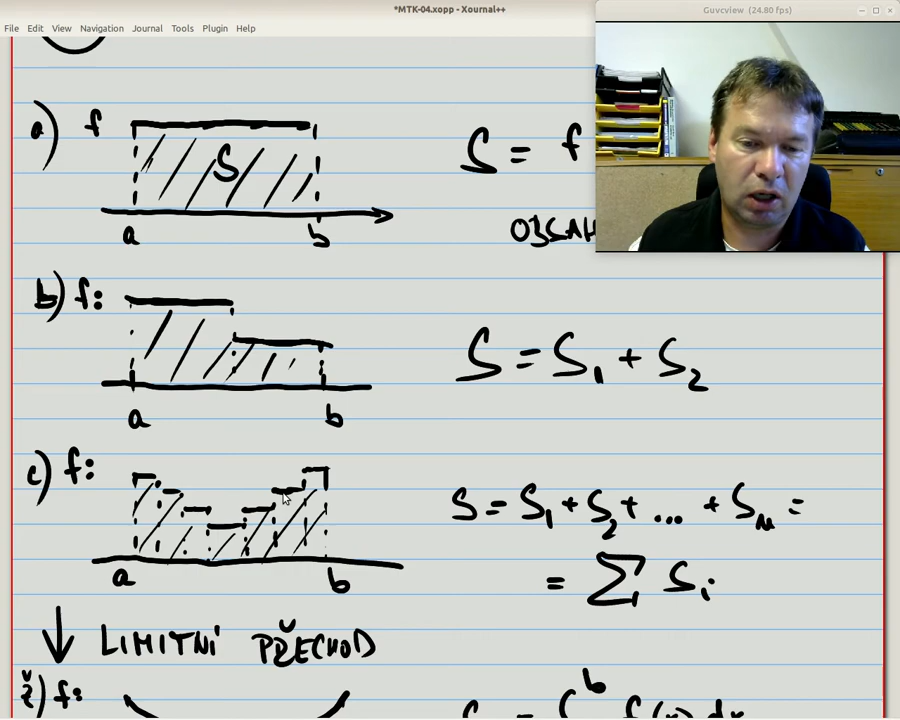 *MTK-04.xopp - Xournal++
Guvcview (24.80 fps)
File Edit View Navigation Journal Tools Plugin Help
a) f
S
a b
S = f
OBSAH
b) f:
a b
S = S₁ + S₂
c) f:
a b
S = S₁ + S₂ + ... + Sₙ =
= ∑ Sᵢ
↓ LIMITNÍ PŘECHOD
ž) f:
b